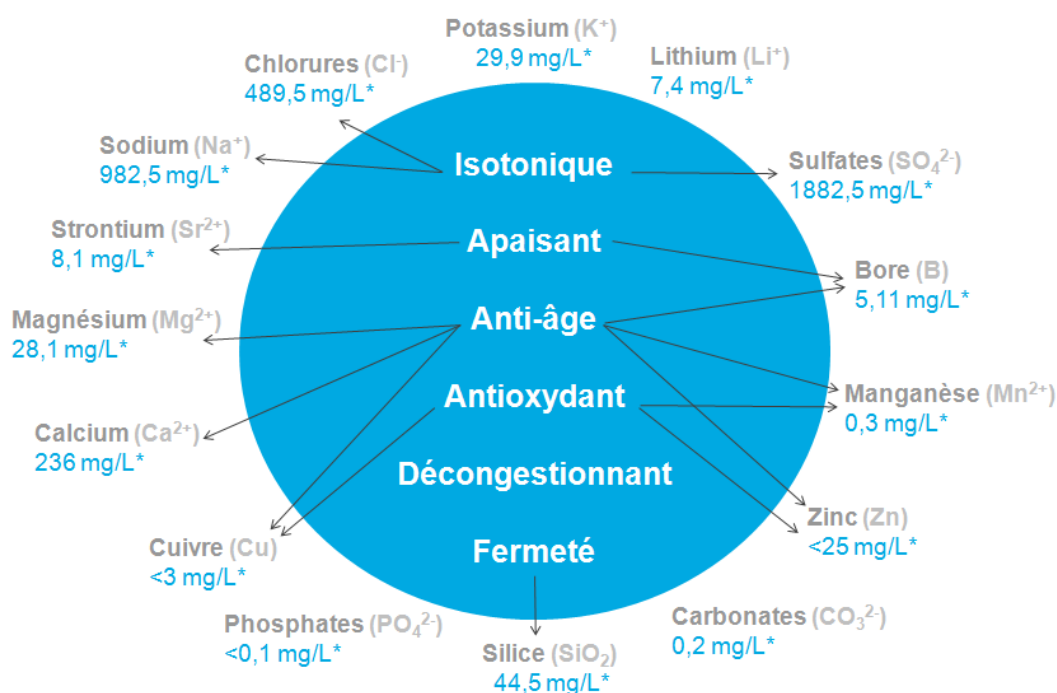 Potassium (K⁺)
29,9 mg/L*
Lithium (Li⁺)
7,4 mg/L*
Chlorures (Cl⁻)
489,5 mg/L*
Sodium (Na⁺)
982,5 mg/L*
Isotonique
Sulfates (SO₄²⁻)
1882,5 mg/L*
Strontium (Sr²⁺)
8,1 mg/L*
Apaisant
Bore (B)
5,11 mg/L*
Magnésium (Mg²⁺)
28,1 mg/L*
Anti-âge
Antioxydant
Manganèse (Mn²⁺)
0,3 mg/L*
Calcium (Ca²⁺)
236 mg/L*
Décongestionnant
Zinc (Zn)
<25 mg/L*
Cuivre (Cu)
<3 mg/L*
Fermeté
Phosphates (PO₄²⁻)
<0,1 mg/L*
Silice (SiO₂)
44,5 mg/L*
Carbonates (CO₃²⁻)
0,2 mg/L*